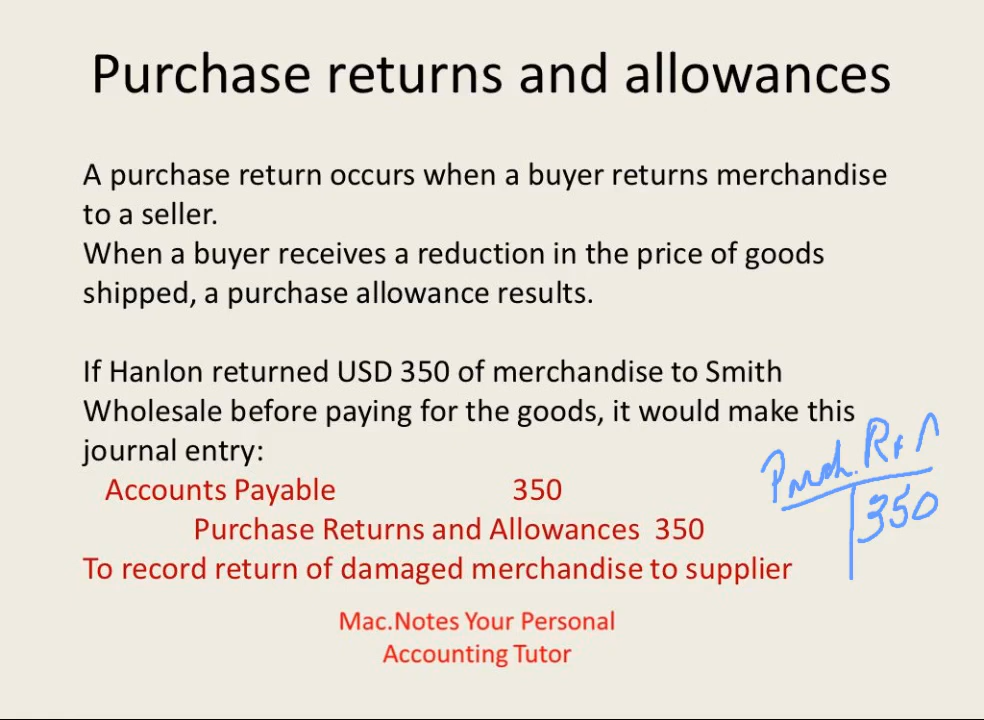 Purchase returns and allowances
A purchase return occurs when a buyer returns merchandise
to a seller.
When a buyer receives a reduction in the price of goods
shipped, a purchase allowance results.
If Hanlon returned USD 350 of merchandise to Smith
Wholesale before paying for the goods, it would make this
journal entry:
Accounts Payable 350
Purchase Returns and Allowances 350
To record return of damaged merchandise to supplier
Purch. R + A
350
Mac.Notes Your Personal
Accounting Tutor